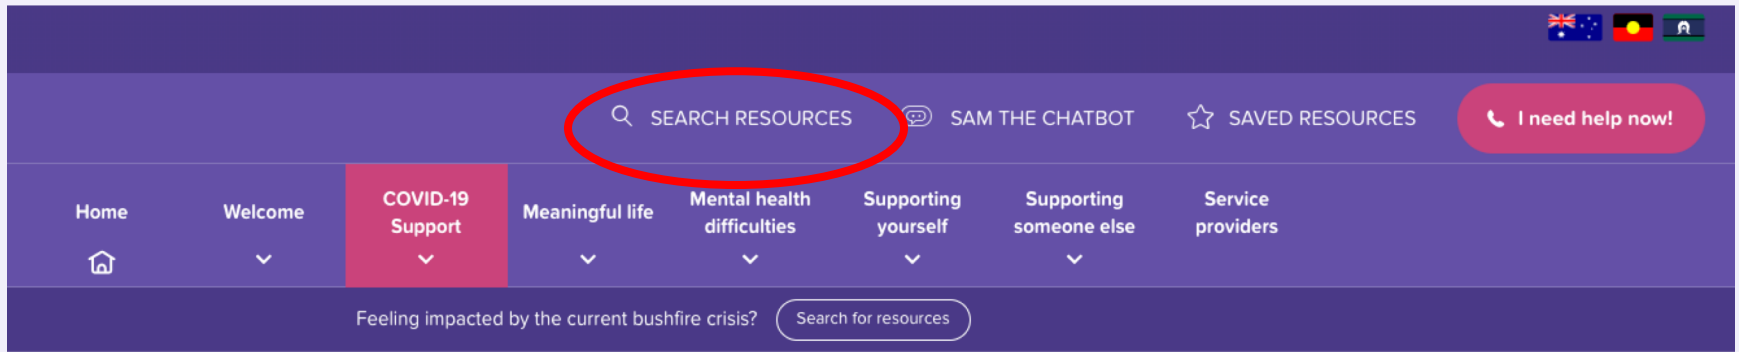 SEARCH RESOURCES
SAM THE CHATBOT
SAVED RESOURCES
I need help now!
Home
Welcome
COVID-19
Support
Meaningful life
Mental health
difficulties
Supporting
yourself
Supporting
someone else
Service
providers
Feeling impacted by the current bushfire crisis?
Search for resources